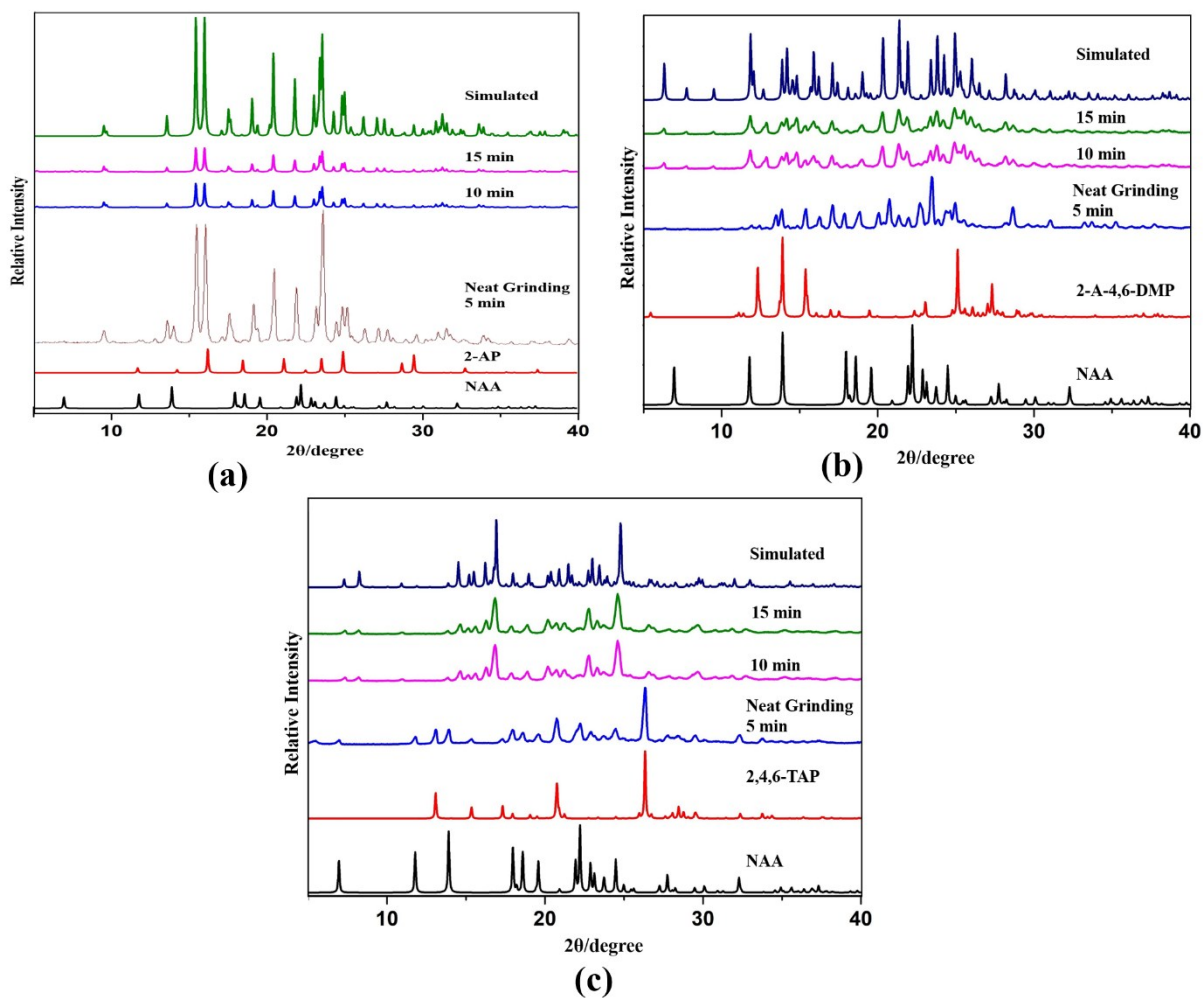 Relative Intensity
Simulated
15 min
10 min
Neat Grinding
5 min
2-AP
NAA
10 20 30 40
2θ/degree
(a)
Relative Intensity
Simulated
15 min
10 min
Neat Grinding
5 min
2-A-4,6-DMP
NAA
10 20 30 40
2θ/degree
(b)
Relative Intensity
Simulated
15 min
10 min
Neat Grinding
5 min
2,4,6-TAP
NAA
10 20 30 40
2θ/degree
(c)